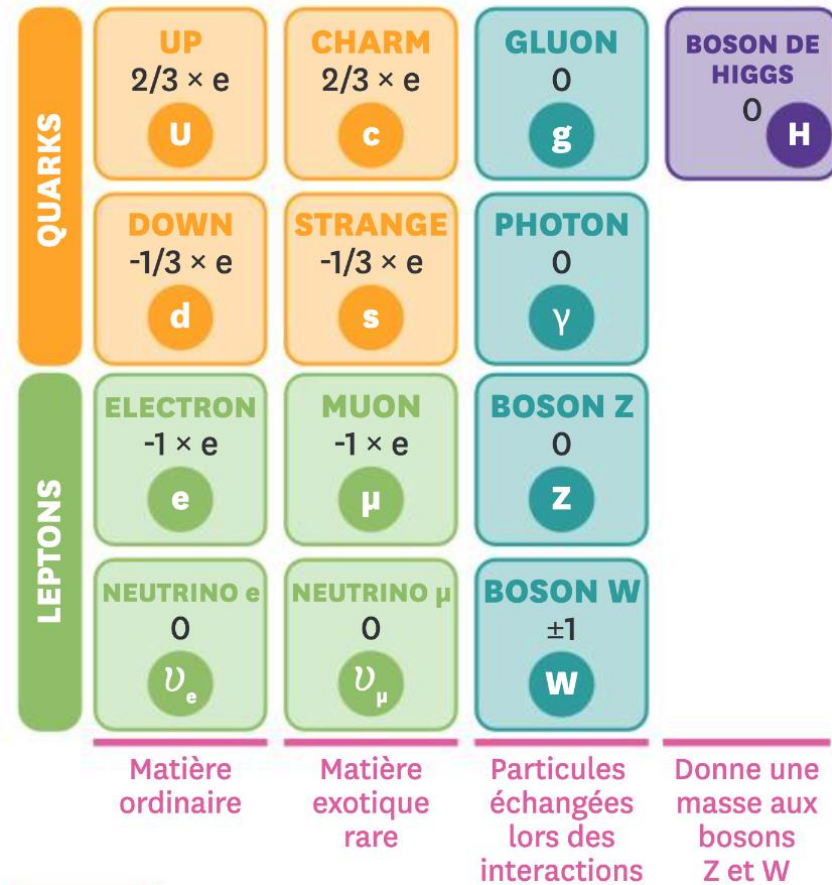 QUARKS
UP
2/3 × e
U
CHARM
2/3 × e
c
GLUON
0
g
BOSON DE
HIGGS
0
H
DOWN
-1/3 × e
d
STRANGE
-1/3 × e
s
PHOTON
0
γ
LEPTONS
ELECTRON
-1 × e
e
MUON
-1 × e
μ
BOSON Z
0
Z
NEUTRINO e
0
υe
NEUTRINO μ
0
υμ
BOSON W
±1
W
Matière
ordinaire
Matière
exotique
rare
Particules
échangées
lors des
interactions
Donne une
masse aux
bosons
Z et W